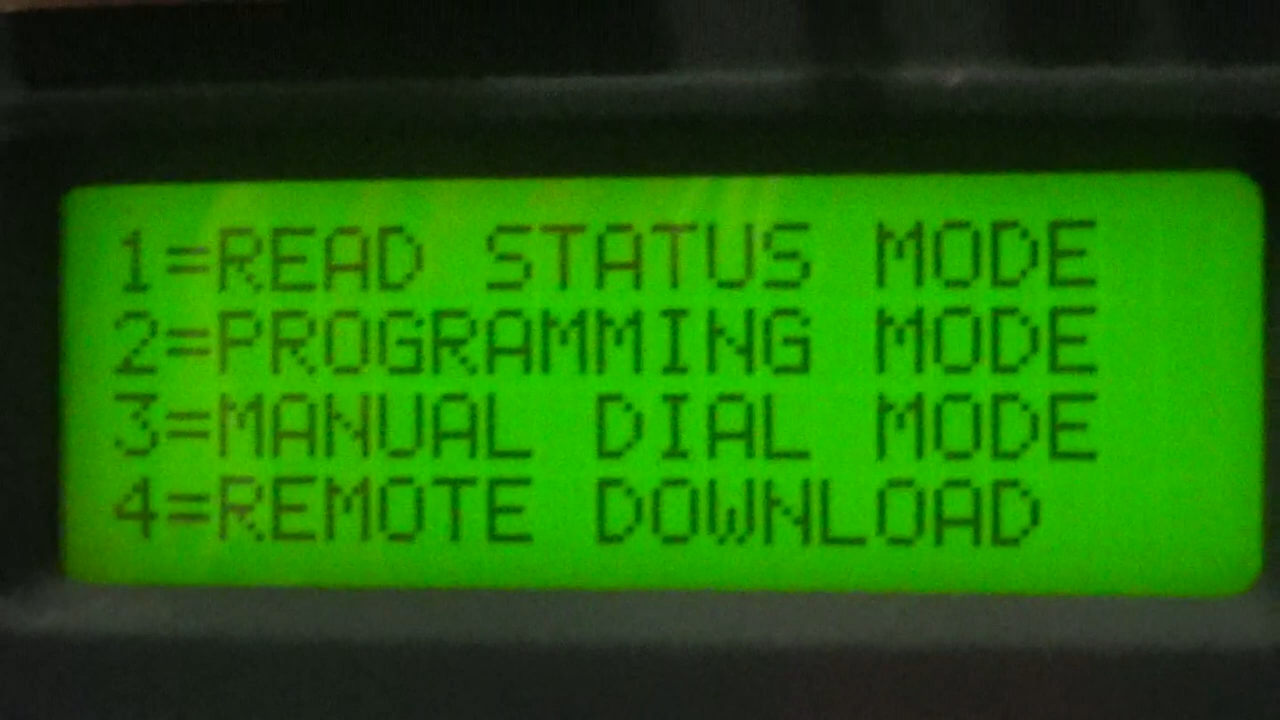 1=READ STATUS MODE
2=PROGRAMMING MODE
3=MANUAL DIAL MODE
4=REMOTE DOWNLOAD